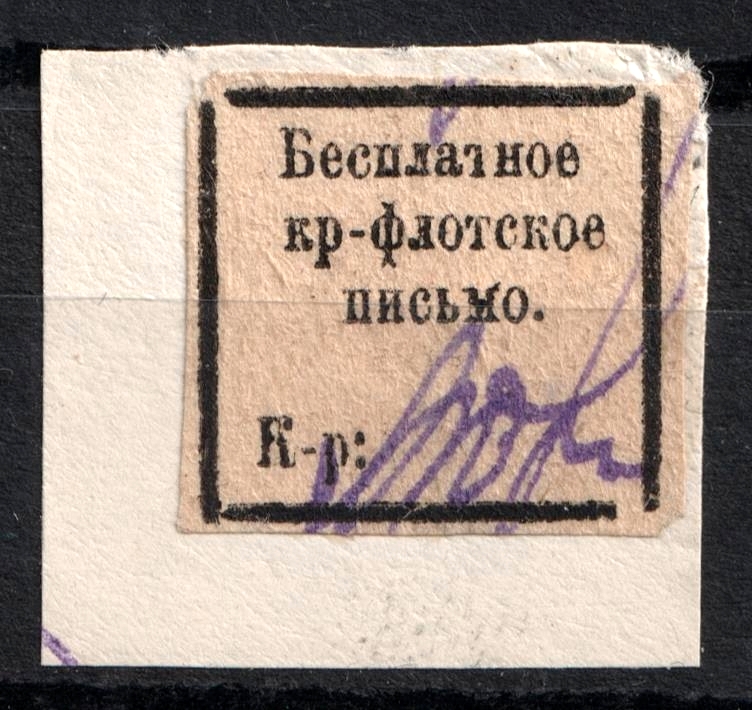 Бесплатное
кр-флотское
письмо.
К-р: